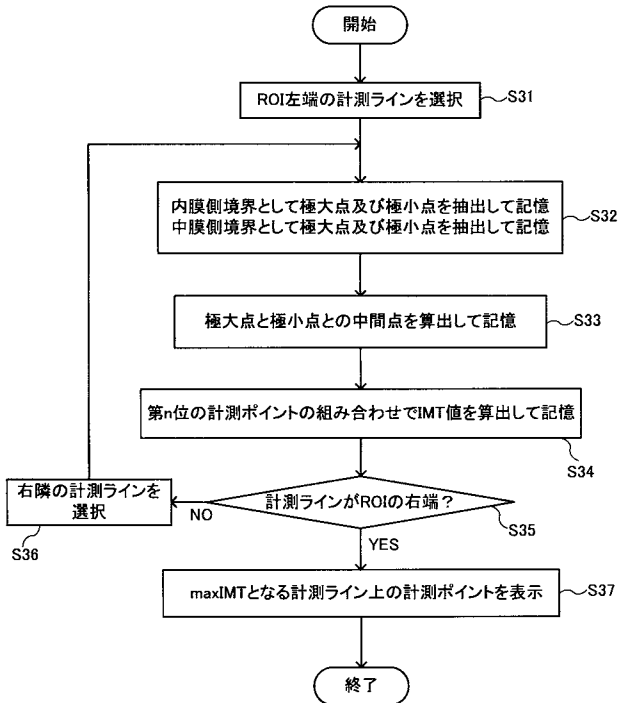 開始
ROI左端の計測ラインを選択
S31
内膜側境界として極大点及び極小点を抽出して記憶
中膜側境界として極大点及び極小点を抽出して記憶
S32
極大点と極小点との中間点を算出して記憶
S33
第n位の計測ポイントの組み合わせでIMT値を算出して記憶
S34
計測ラインがROIの右端？
S35
NO
右隣の計測ラインを
選択
S36
YES
maxIMTとなる計測ライン上の計測ポイントを表示
S37
終了